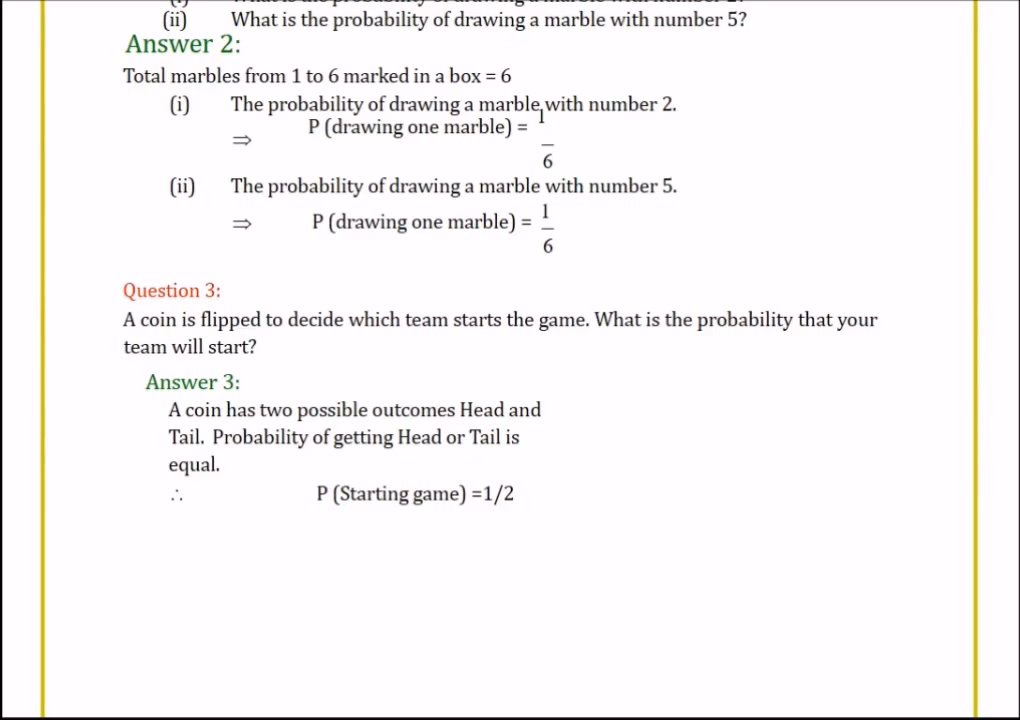 (ii) What is the probability of drawing a marble with number 5?
Answer 2:
Total marbles from 1 to 6 marked in a box = 6
(i) The probability of drawing a marble with number 2.
⇒ P (drawing one marble) = 1/6
(ii) The probability of drawing a marble with number 5.
⇒ P (drawing one marble) = 1/6
Question 3:
A coin is flipped to decide which team starts the game. What is the probability that your
team will start?
Answer 3:
A coin has two possible outcomes Head and
Tail. Probability of getting Head or Tail is
equal.
∴ P (Starting game) =1/2